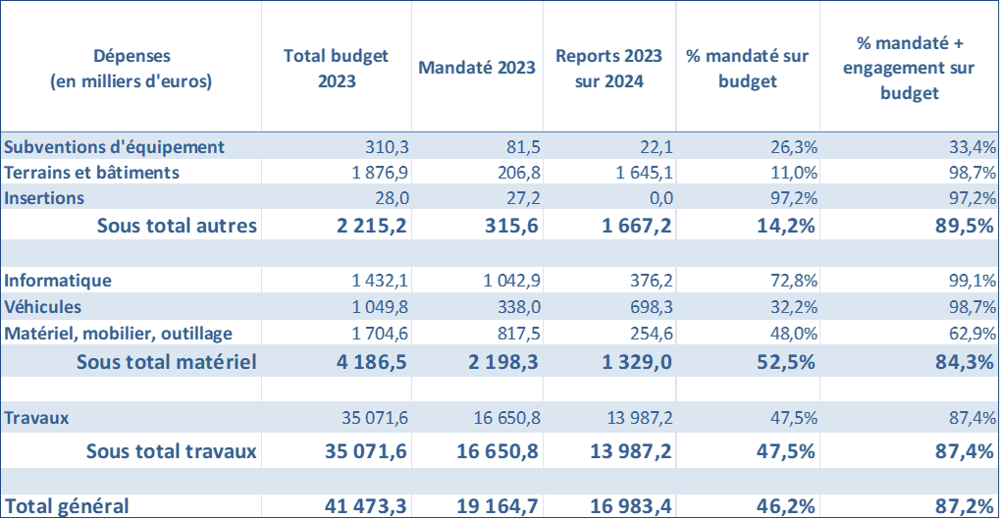 Dépenses
(en milliers d'euros)
Total budget
2023
Mandaté 2023
Reports 2023
sur 2024
% mandaté sur
budget
% mandaté +
engagement sur
budget
Subventions d'équipement 310,3 81,5 22,1 26,3% 33,4%
Terrains et bâtiments 1 876,9 206,8 1 645,1 11,0% 98,7%
Insertions 28,0 27,2 0,0 97,2% 97,2%
Sous total autres 2 215,2 315,6 1 667,2 14,2% 89,5%
Informatique 1 432,1 1 042,9 376,2 72,8% 99,1%
Véhicules 1 049,8 338,0 698,3 32,2% 98,7%
Matériel, mobilier, outillage 1 704,6 817,5 254,6 48,0% 62,9%
Sous total matériel 4 186,5 2 198,3 1 329,0 52,5% 84,3%
Travaux 35 071,6 16 650,8 13 987,2 47,5% 87,4%
Sous total travaux 35 071,6 16 650,8 13 987,2 47,5% 87,4%
Total général 41 473,3 19 164,7 16 983,4 46,2% 87,2%